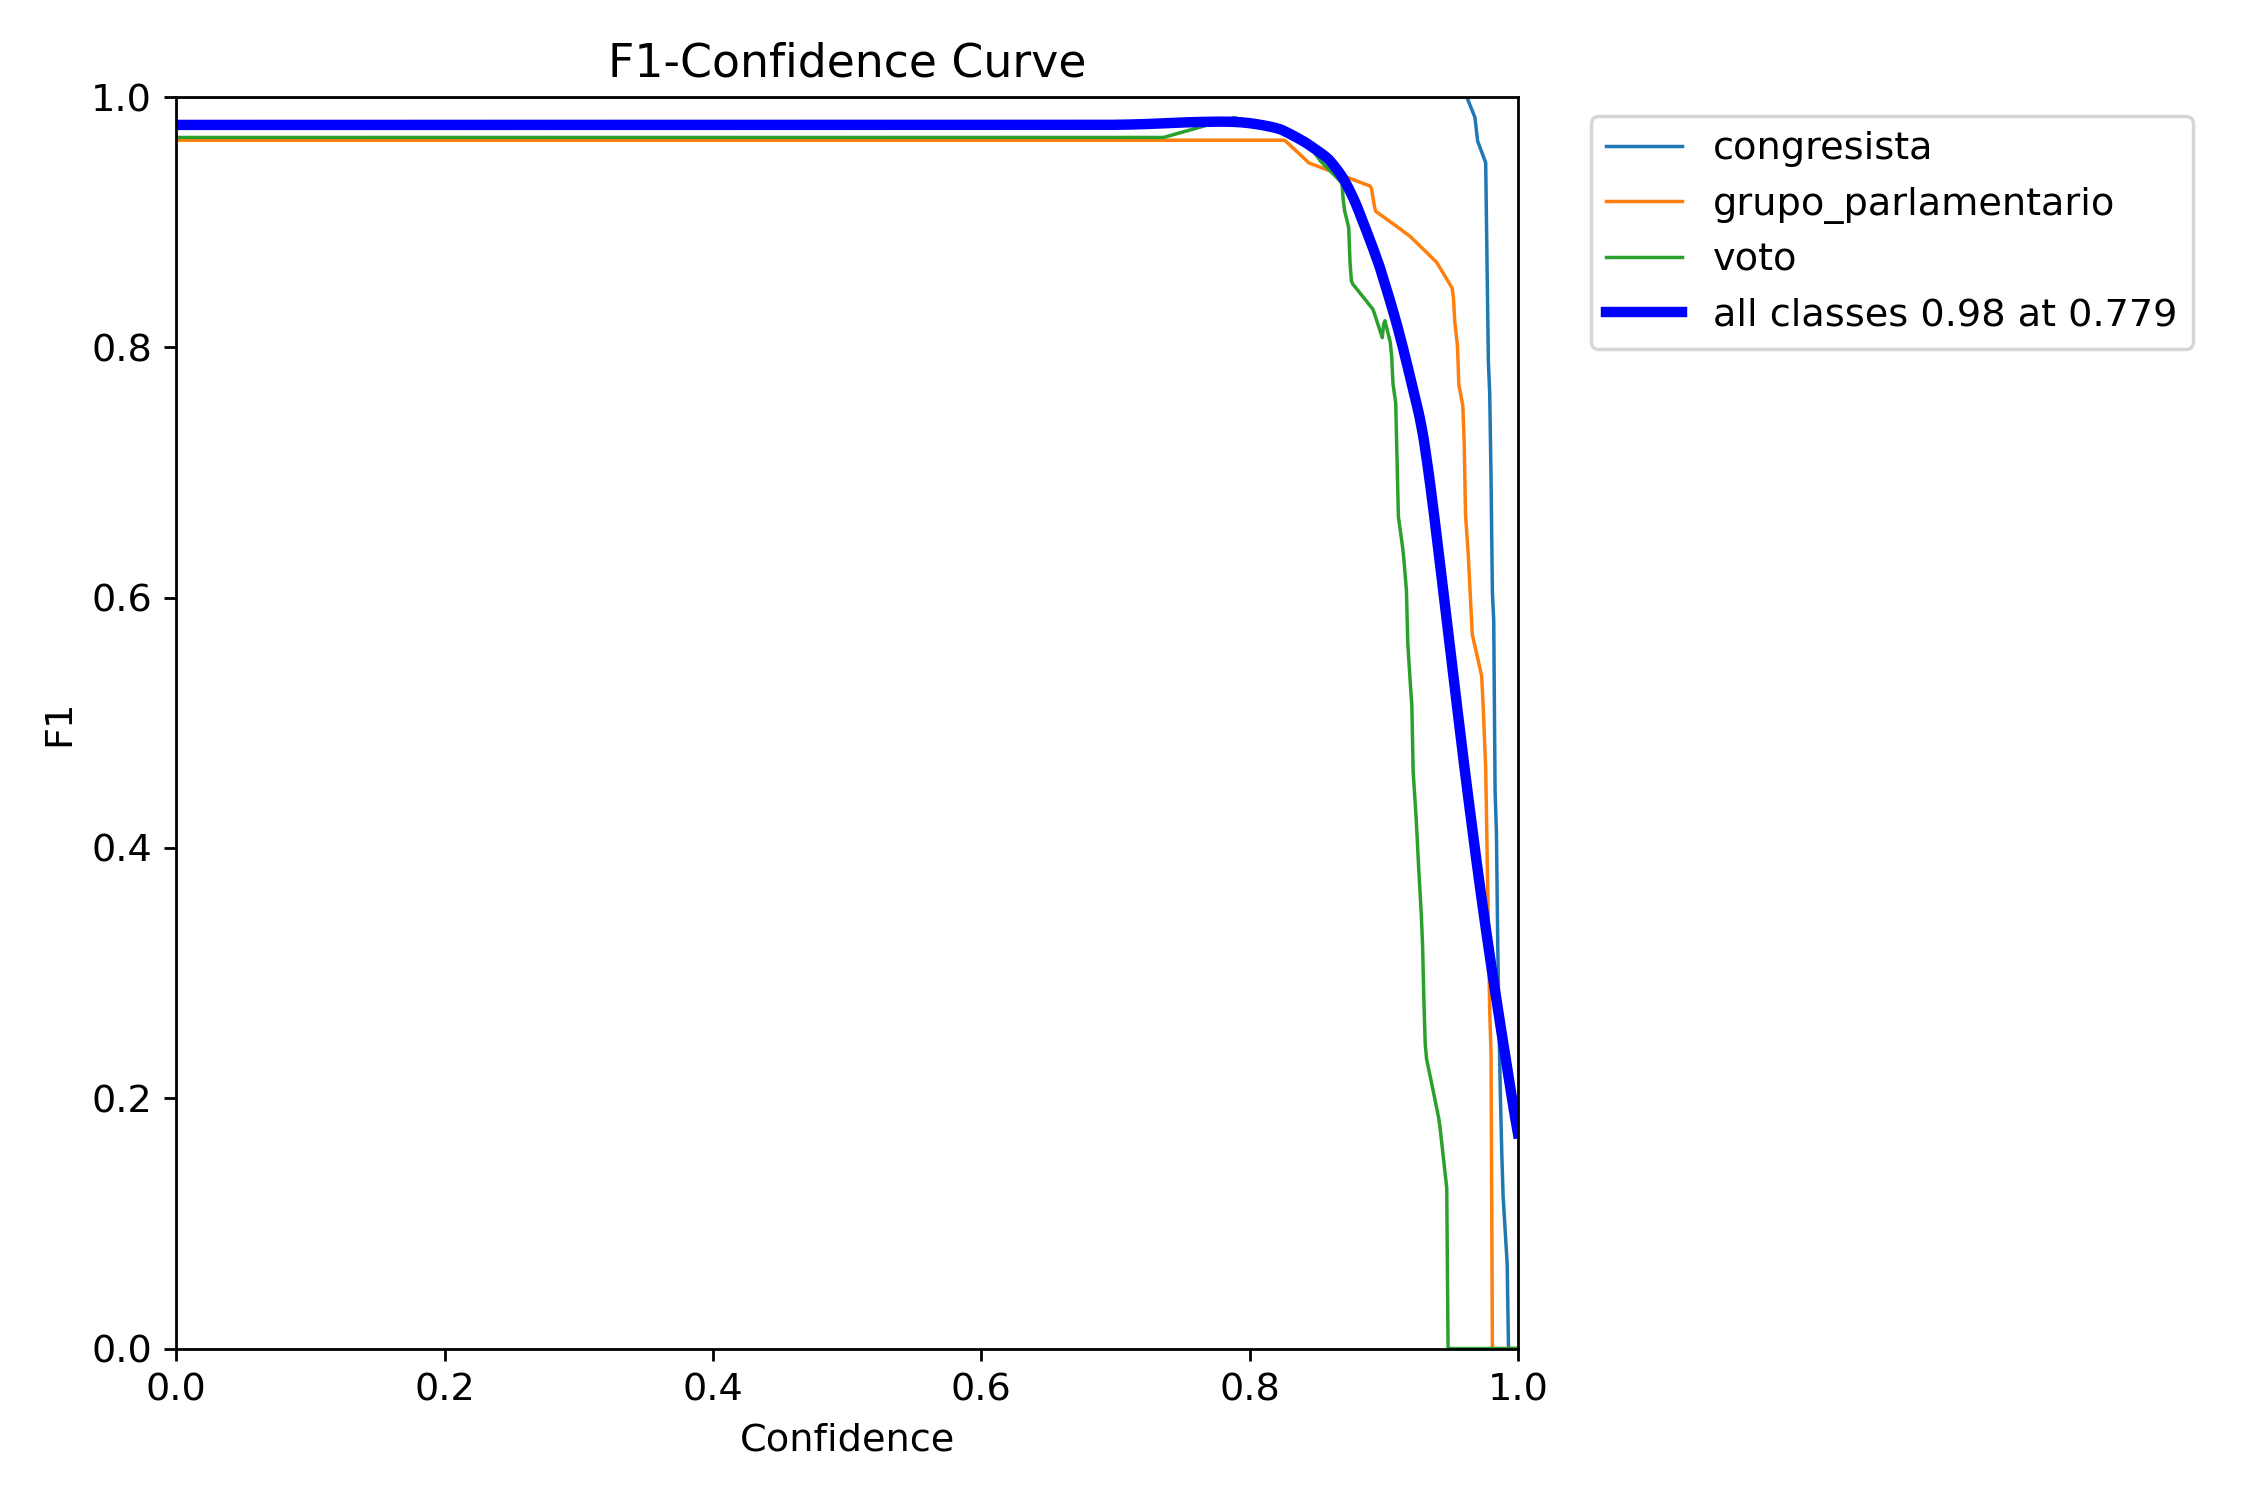 F1-Confidence Curve
1.0
0.8
0.6
0.4
0.2
0.0
F1
0.0 0.2 0.4 0.6 0.8 1.0
Confidence
congresista
grupo_parlamentario
voto
all classes 0.98 at 0.779